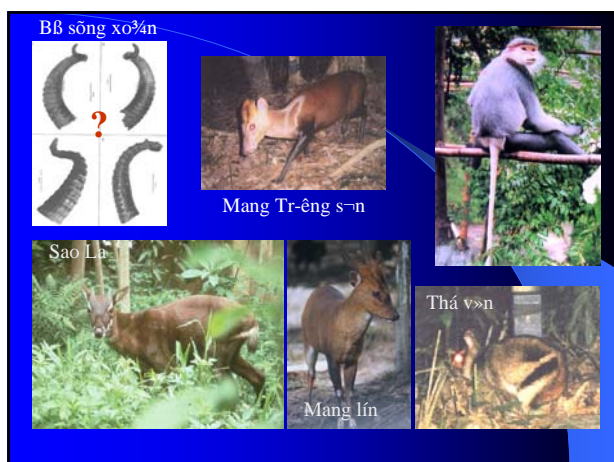 Bß sõng xo¾n
?
Mang Tr-êng s¬n
Sao La
Mang lín
Thá v»n